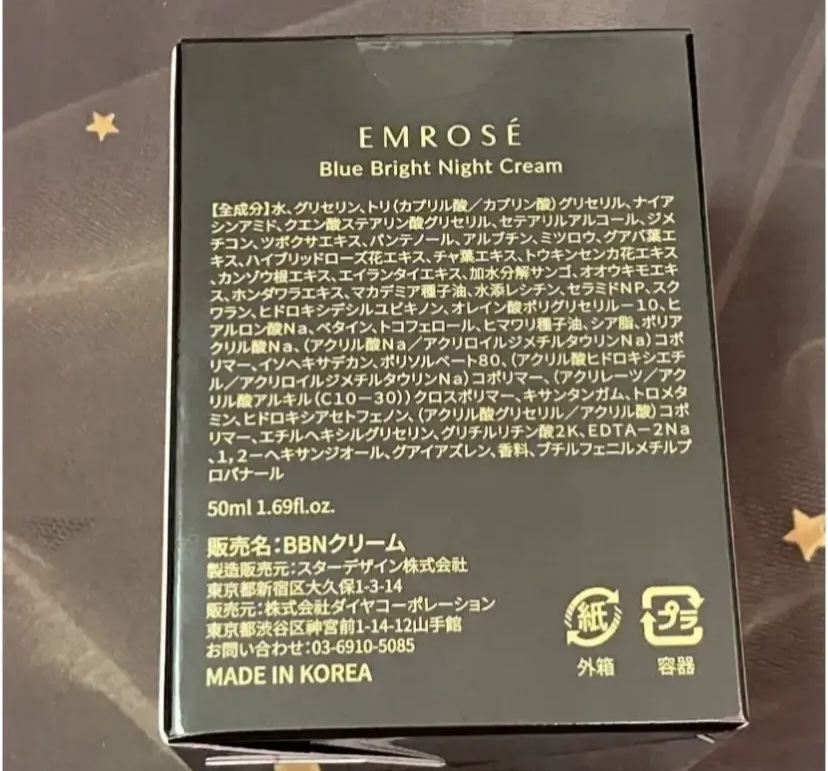 EMROSÉ
Blue Bright Night Cream
【全成分】水、グリセリン、トリ(カプリル酸／カプリン酸)グリセリル、ナイア
シンアミド、クエン酸ステアリン酸グリセリル、セテアリルアルコール、ジメ
チコン、ツボクサエキス、パンテノール、アルブチン、ミツロウ、グアバ葉エ
キス、ハイブリッドローズ花エキス、チャ葉エキス、トウキンセンカ花エキス
、カンゾウ根エキス、エイランタイエキス、加水分解サンゴ、オオウキモエキ
ス、ホンダワラエキス、マカデミア種子油、水添レシチン、セラミドNP、スク
ワラン、ヒドロキシデシルユビキノン、オレイン酸ポリグリセリル－10、ヒ
アルロン酸Na、ベタイン、トコフェロール、ヒマワリ種子油、シア脂、ポリア
クリル酸Na、(アクリル酸Na／アクリロイルジメチルタウリンNa)コポ
リマー、イソヘキサデカン、ポリソルベート80、(アクリル酸ヒドロキシエチ
ル／アクリロイルジメチルタウリンNa)コポリマー、(アクリレーツ／アク
リル酸アルキル(C10－30))クロスポリマー、キサンタンガム、トロメタ
ミン、ヒドロキシアセトフェノン、(アクリル酸グリセリル／アクリル酸)コポ
リマー、エチルヘキシルグリセリン、グリチルリチン酸2K、EDTA－2Na
、1,2－ヘキサンジオール、グアイアズレン、香料、ブチルフェニルメチルプ
ロパナール
50ml 1.69fl.oz.
販売名：BBNクリーム
製造販売元：スターデザイン株式会社
東京都新宿区大久保1-3-14
販売元：株式会社ダイヤコーポレーション
東京都渋谷区神宮前1-14-12山手館
お問い合わせ：03-6910-5085
MADE IN KOREA
紙
外箱
プラ
容器